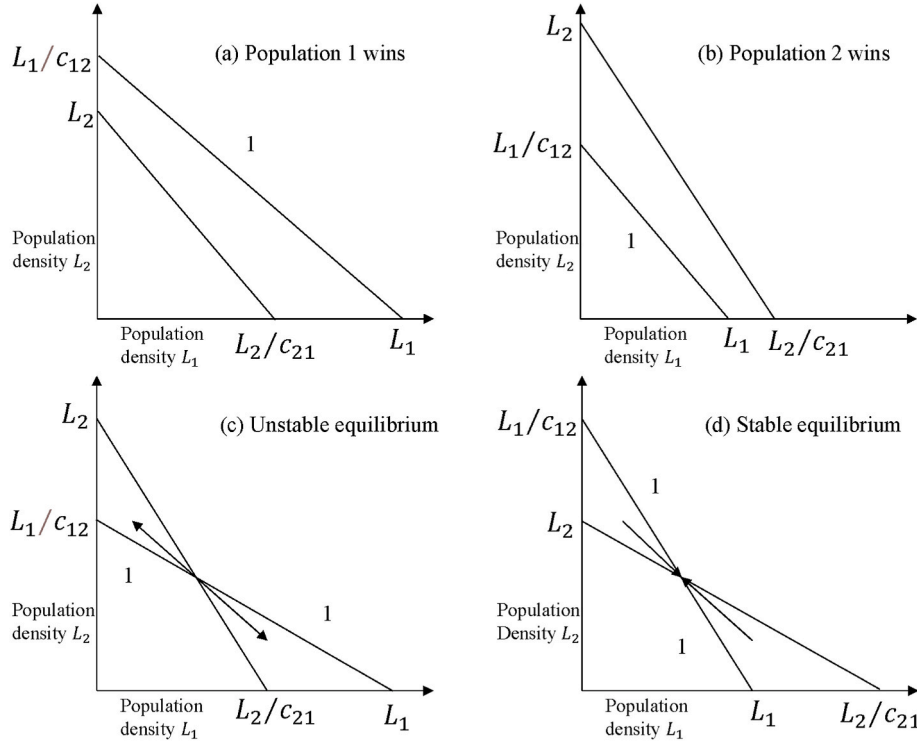 (a) Population 1 wins
L₁/c₁₂
L₂
1
Population
density L₂
Population
density L₁
L₂/c₂₁
L₁
(b) Population 2 wins
L₂
L₁/c₁₂
1
Population
density L₂
Population
density L₁
L₁
L₂/c₂₁
(c) Unstable equilibrium
L₂
L₁/c₁₂
1
1
Population
density L₂
Population
density L₁
L₂/c₂₁
L₁
(d) Stable equilibrium
L₁/c₁₂
1
L₂
1
Population
Density L₂
Population
density L₁
L₁
L₂/c₂₁